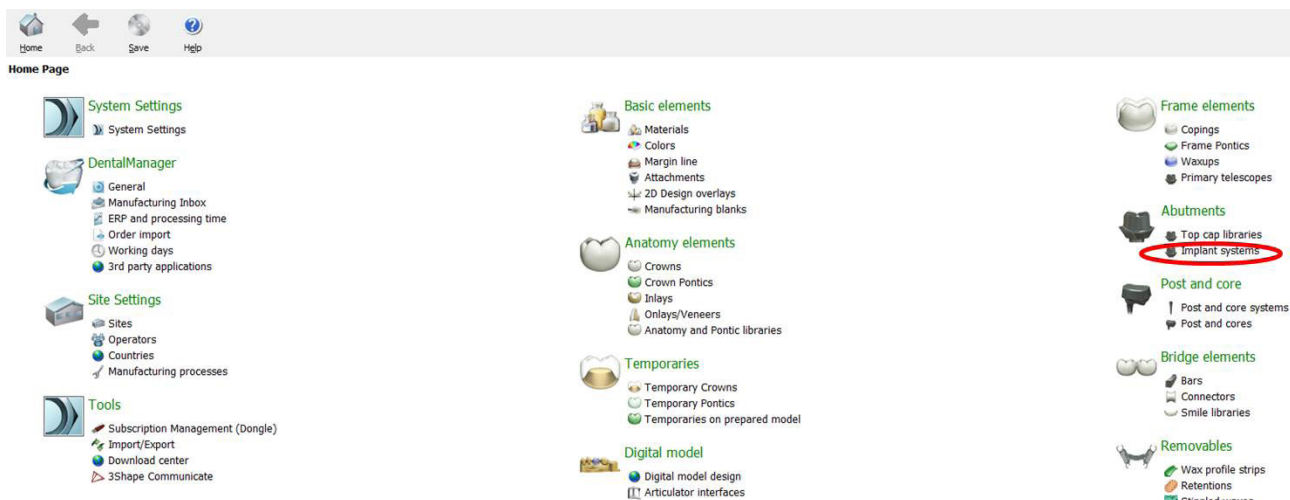 Home Back Save Help
Home Page
System Settings
System Settings
DentalManager
General
Manufacturing Inbox
ERP and processing time
Order import
Working days
3rd party applications
Site Settings
Sites
Operators
Countries
Manufacturing processes
Tools
Subscription Management (Dongle)
Import/Export
Download center
3Shape Communicate
Basic elements
Materials
Colors
Margin line
Attachments
2D Design overlays
Manufacturing blanks
Anatomy elements
Crowns
Crown Pontics
Inlays
Onlays/Veneers
Anatomy and Pontic libraries
Temporaries
Temporary Crowns
Temporary Pontics
Temporaries on prepared model
Digital model
Digital model design
Articulator interfaces
Frame elements
Copings
Frame Pontics
Waxups
Primary telescopes
Abutments
Top cap libraries
Implant systems
Post and core
Post and core systems
Post and cores
Bridge elements
Bars
Connectors
Smile libraries
Removables
Wax profile strips
Retentions